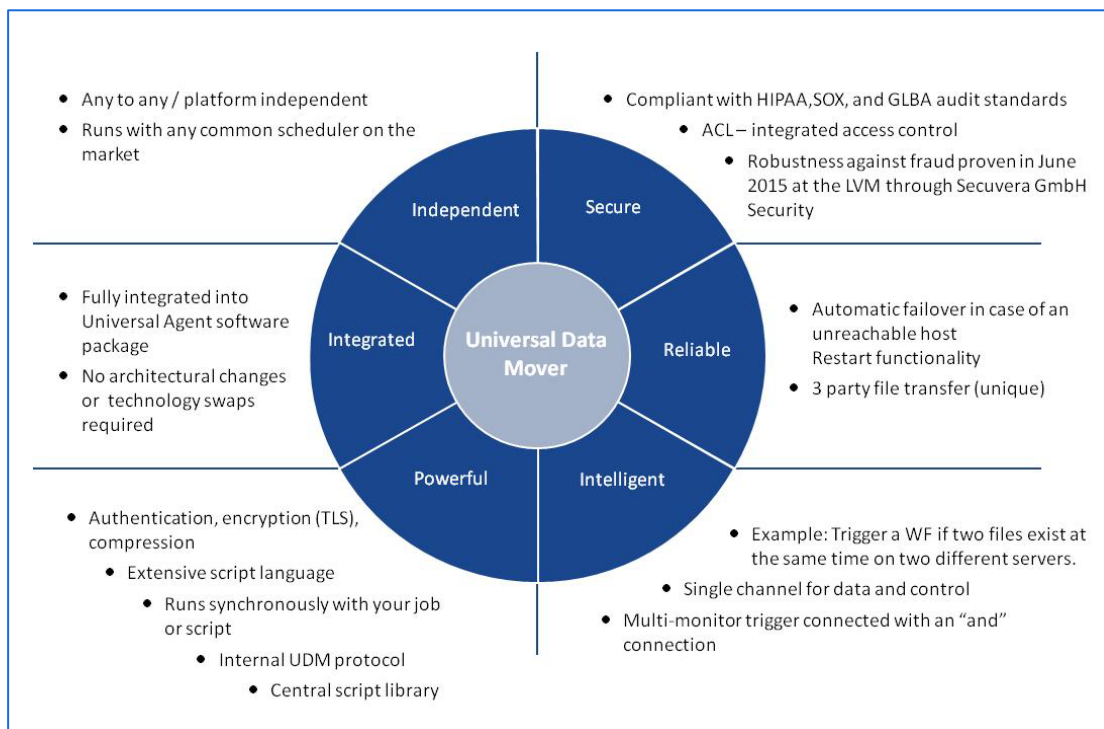 • Any to any / platform independent
• Runs with any common scheduler on the
market
• Compliant with HIPAA,SOX, and GLBA audit standards
• ACL – integrated access control
• Robustness against fraud proven in June
2015 at the LVM through Secuvera GmbH
Security
Independent
Secure
• Fully integrated into
Universal Agent software
package
• No architectural changes
or technology swaps
required
Integrated
Universal Data
Mover
Reliable
• Automatic failover in case of an
unreachable host
Restart functionality
• 3 party file transfer (unique)
Powerful
Intelligent
• Authentication, encryption (TLS),
compression
• Extensive script language
• Runs synchronously with your job
or script
• Internal UDM protocol
• Central script library
• Example: Trigger a WF if two files exist at
the same time on two different servers.
• Single channel for data and control
• Multi-monitor trigger connected with an “and”
connection